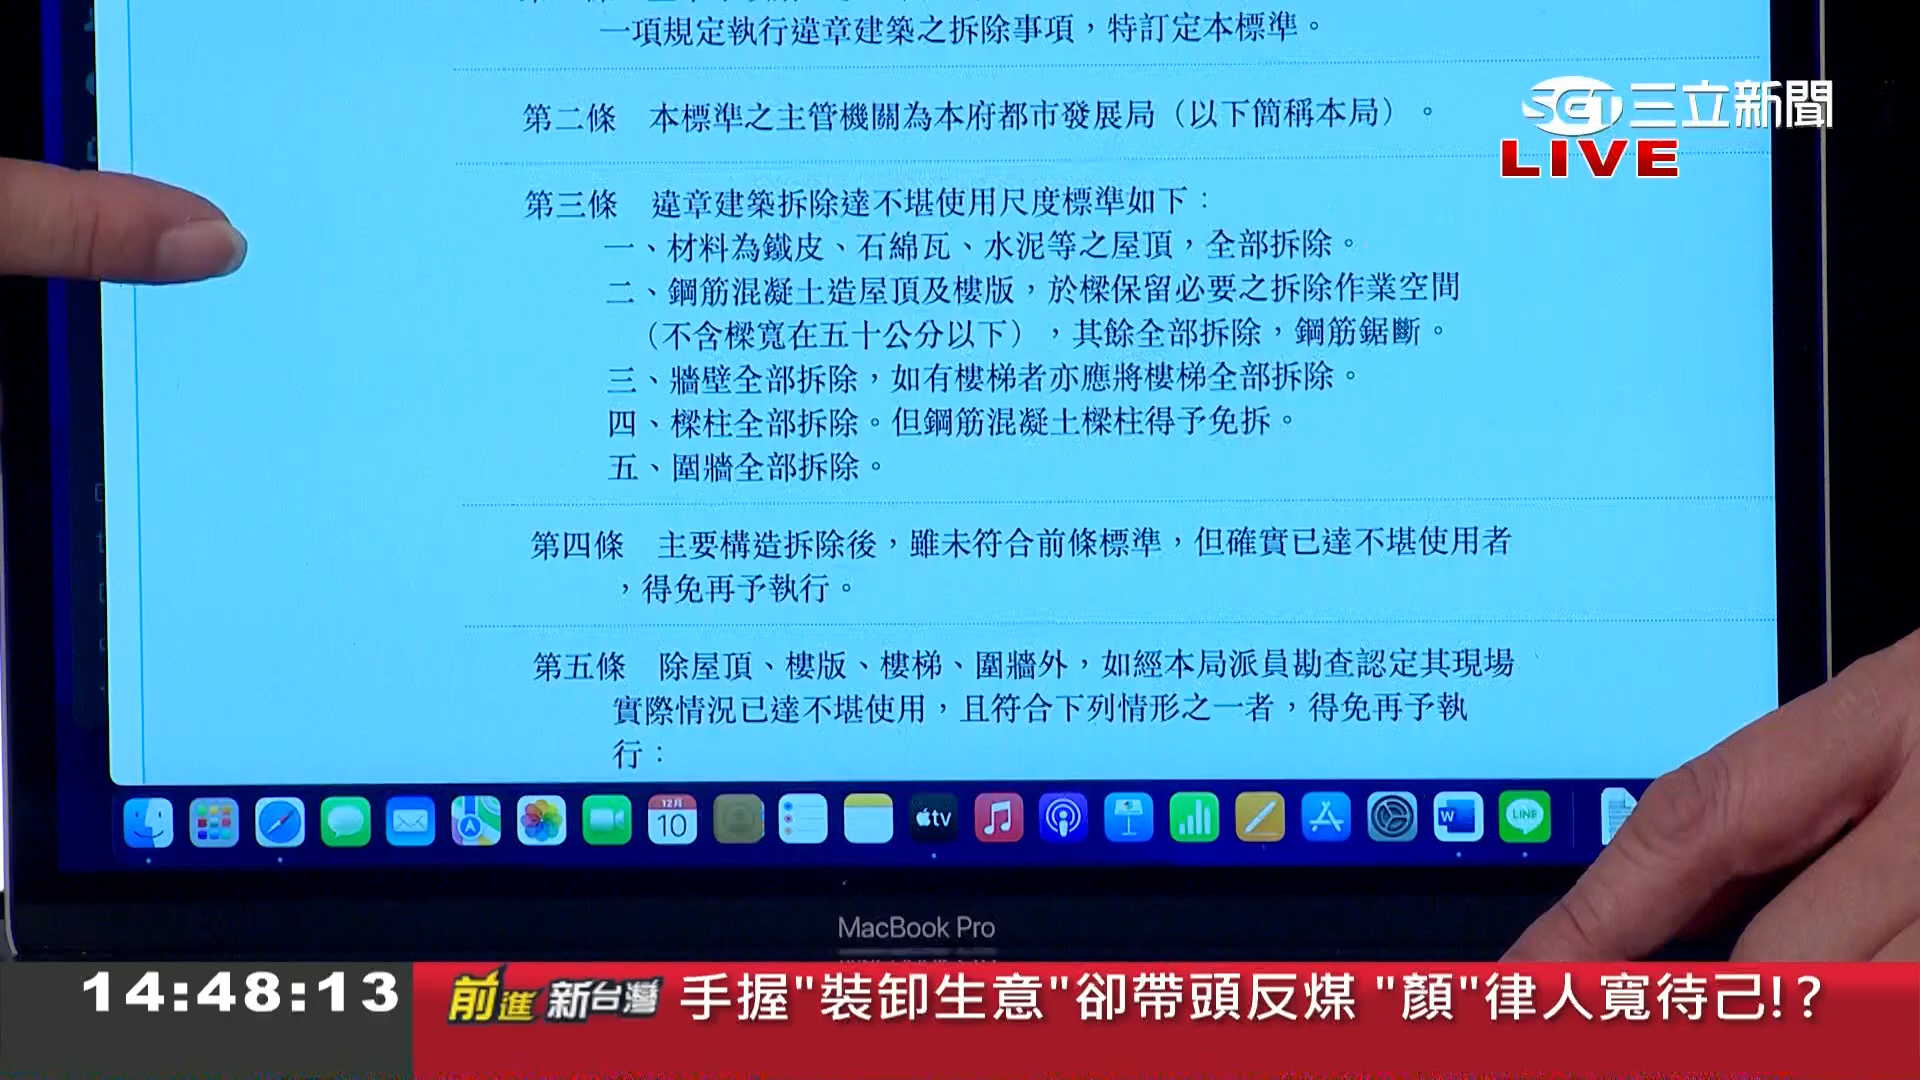 一項規定執行違章建築之拆除事項，特訂定本標準。
第二條 本標準之主管機關為本府都市發展局（以下簡稱本局）。
第三條 違章建築拆除達不堪使用尺度標準如下：
一、材料為鐵皮、石綿瓦、水泥等之屋頂，全部拆除。
二、鋼筋混凝土造屋頂及樓版，於樑保留必要之拆除作業空間
（不含樑寬在五十公分以下），其餘全部拆除，鋼筋鋸斷。
三、牆壁全部拆除，如有樓梯者亦應將樓梯全部拆除。
四、樑柱全部拆除。但鋼筋混凝土樑柱得予免拆。
五、圍牆全部拆除。
第四條 主要構造拆除後，雖未符合前條標準，但確實已達不堪使用者
，得免再予執行。
第五條 除屋頂、樓版、樓梯、圍牆外，如經本局派員勘查認定其現場
實際情況已達不堪使用，且符合下列情形之一者，得免再予執
行：
SET三立新聞
LIVE
12月
10
tv
W
LINE
MacBook Pro
14:48:13
前進新台灣
手握"裝卸生意"卻帶頭反煤 "顏"律人寬待己!?